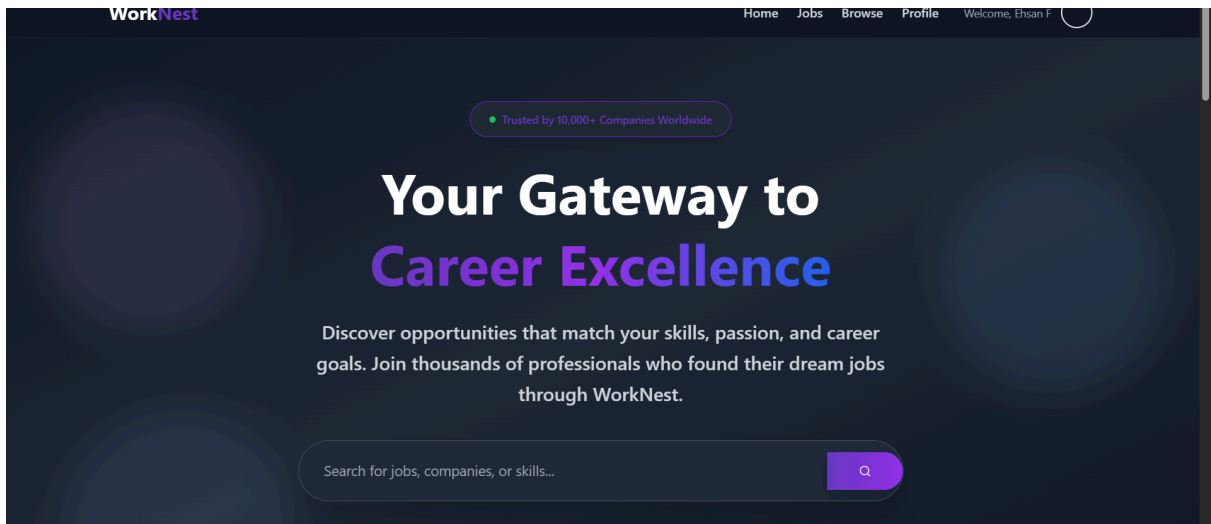 WorkNest
Home Jobs Browse Profile Welcome, Ehsan F
Trusted by 10,000+ Companies Worldwide
Your Gateway to
Career Excellence
Discover opportunities that match your skills, passion, and career
goals. Join thousands of professionals who found their dream jobs
through WorkNest.
Search for jobs, companies, or skills...